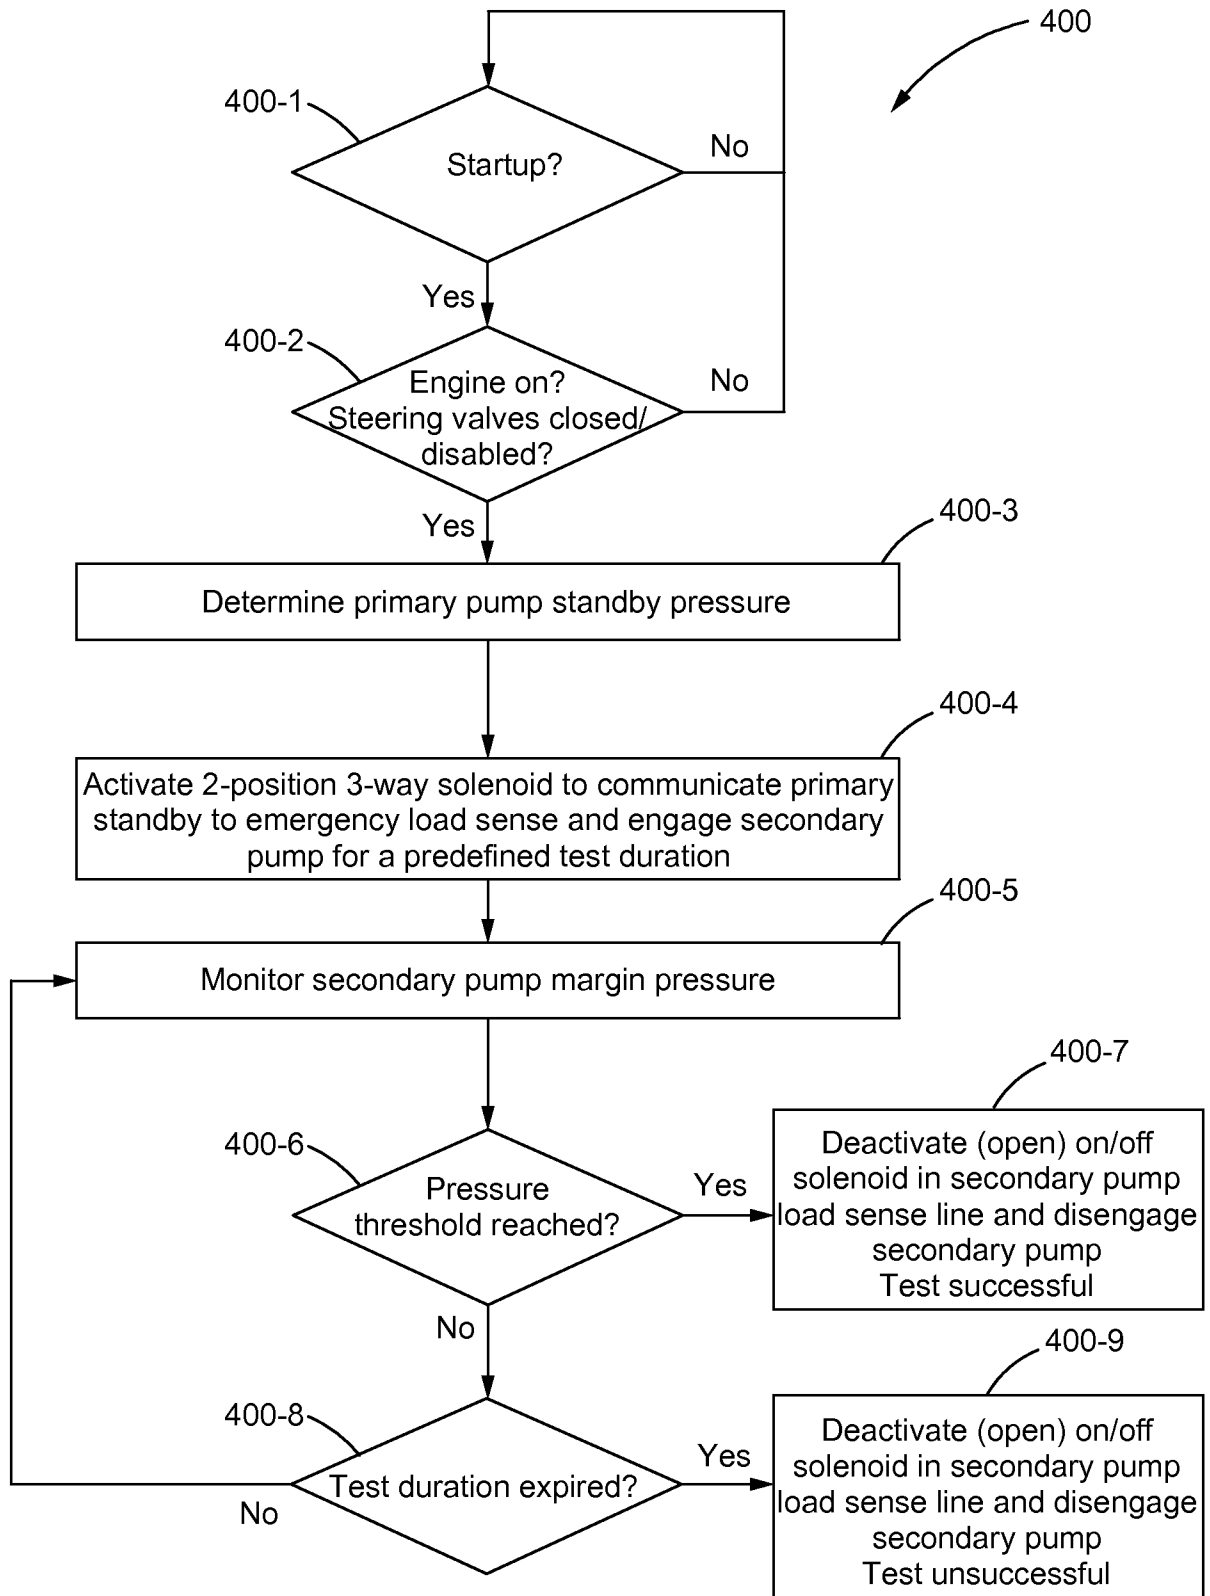 400
400-1
Startup?
No
Yes
400-2
Engine on?
Steering valves closed/
disabled?
No
Yes
400-3
Determine primary pump standby pressure
400-4
Activate 2-position 3-way solenoid to communicate primary
standby to emergency load sense and engage secondary
pump for a predefined test duration
400-5
Monitor secondary pump margin pressure
400-6
Pressure
threshold reached?
Yes
400-7
Deactivate (open) on/off
solenoid in secondary pump
load sense line and disengage
secondary pump
Test successful
No
400-8
Test duration expired?
Yes
No
400-9
Deactivate (open) on/off
solenoid in secondary pump
load sense line and disengage
secondary pump
Test unsuccessful